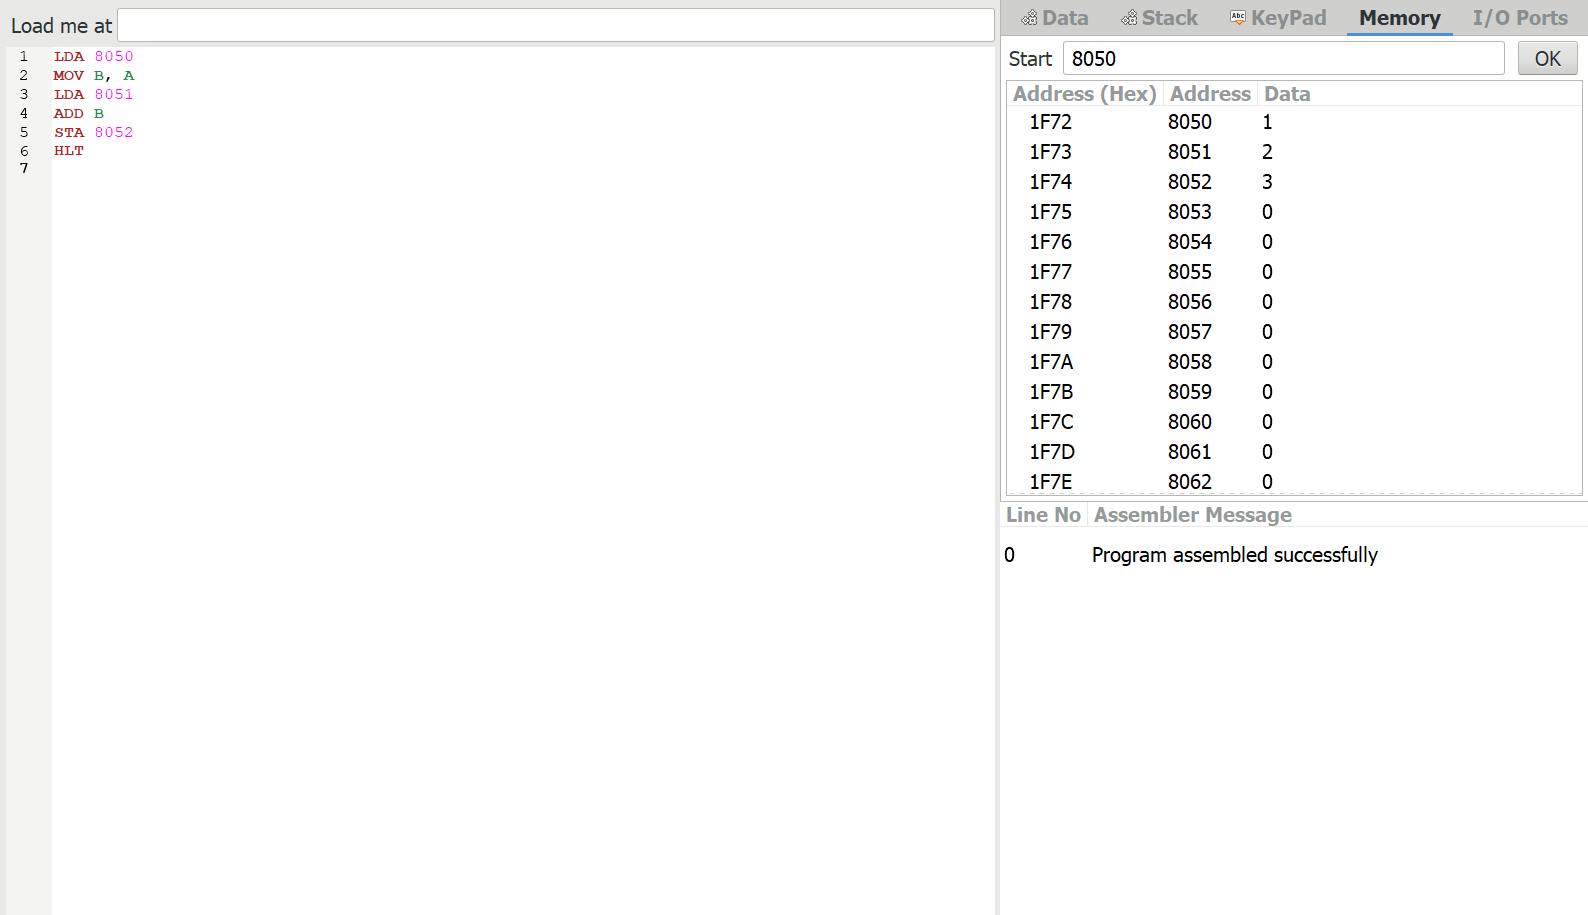 Load me at
1 LDA 8050
2 MOV B, A
3 LDA 8051
4 ADD B
5 STA 8052
6 HLT
7
Data Stack Abc KeyPad Memory I/O Ports
Start 8050 OK
Address (Hex) Address Data
1F72 8050 1
1F73 8051 2
1F74 8052 3
1F75 8053 0
1F76 8054 0
1F77 8055 0
1F78 8056 0
1F79 8057 0
1F7A 8058 0
1F7B 8059 0
1F7C 8060 0
1F7D 8061 0
1F7E 8062 0
Line No Assembler Message
0 Program assembled successfully